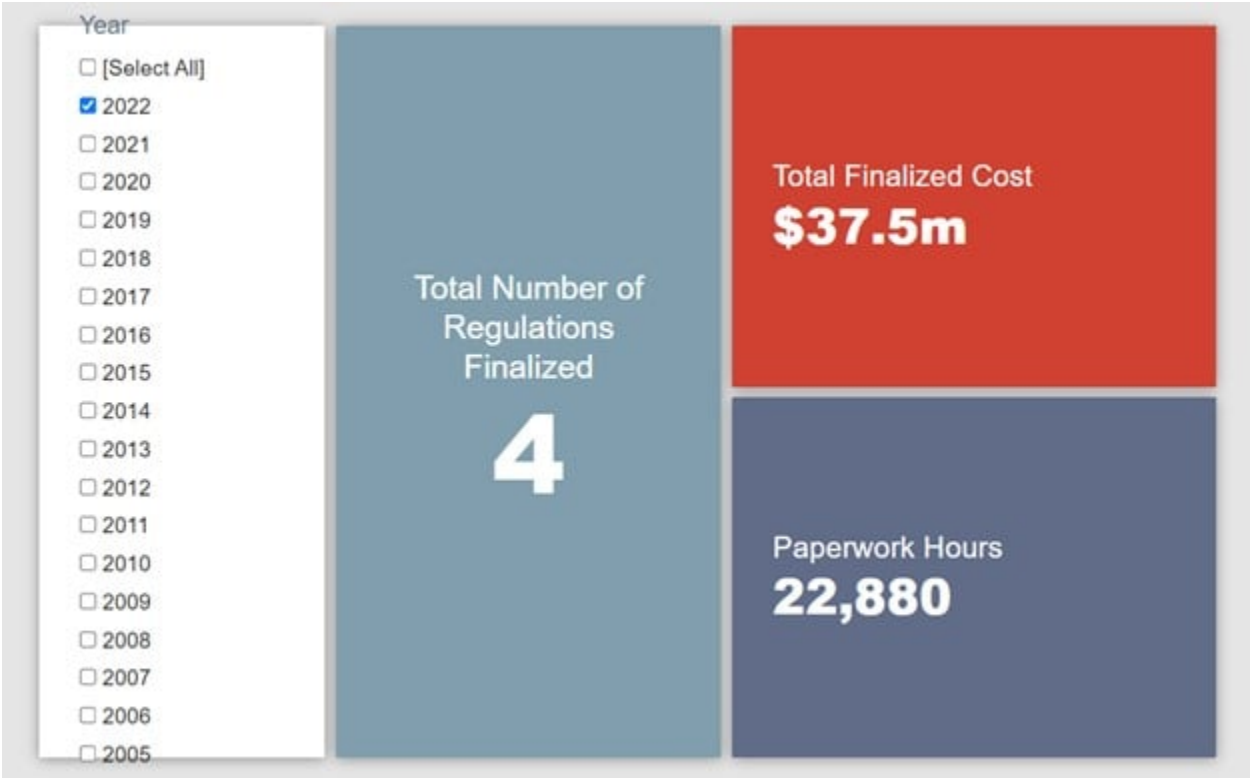 Year
[Select All]
2022
2021
2020
2019
2018
2017
2016
2015
2014
2013
2012
2011
2010
2009
2008
2007
2006
2005
Total Number of
Regulations
Finalized
4
Total Finalized Cost
$37.5m
Paperwork Hours
22,880